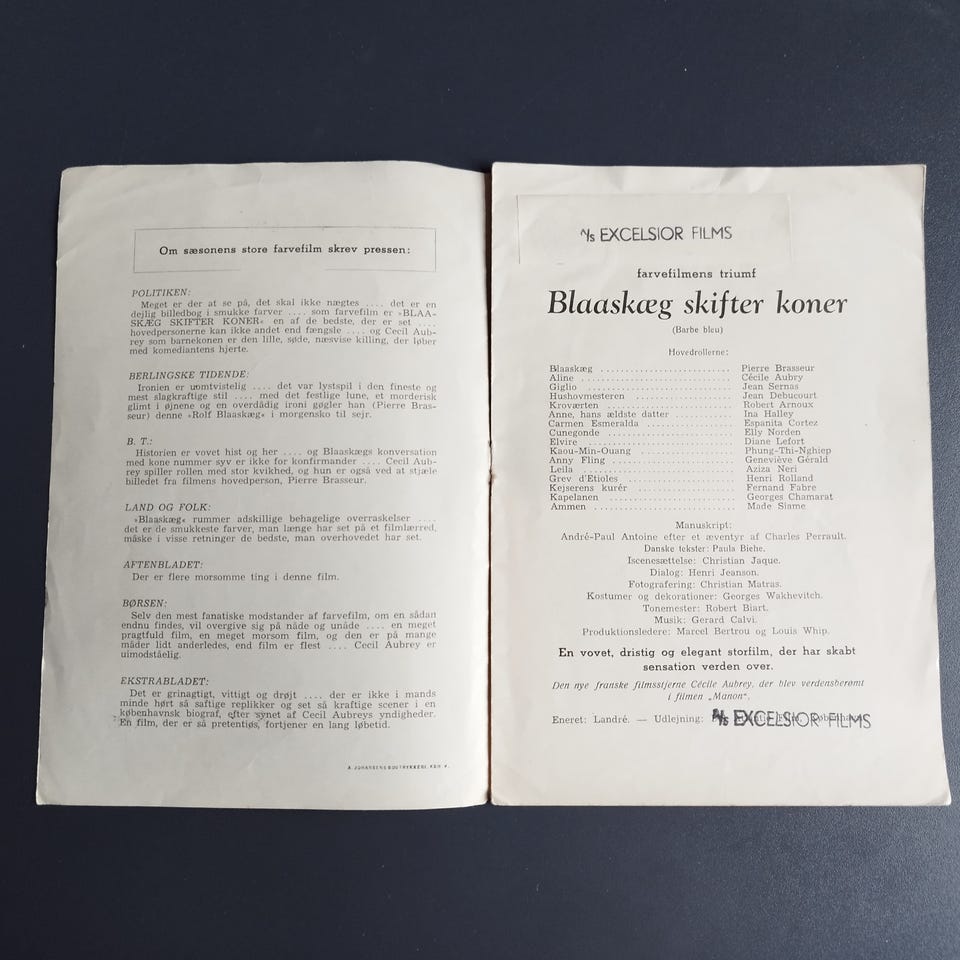 Om sæsonens store farvefilm skrev pressen:
POLITIKEN:
Meget er der at se på, det skal ikke nægtes .... det er en
dejlig billedbog i smukke farver .... som farvefilm er »BLAA-
SKÆG SKIFTER KONER« en af de bedste, der er set ....
hovedpersonerne kan ikke andet end fængsle .... og Cecil Aub-
rey som barnekonen er den lille, søde, næsvise killing, der løber
med komediantens hjerte.
BERLINGSKE TIDENDE:
Ironien er uomtvistelig .... det var lystspil i den fineste og
mest slagkraftige stil .... med det festlige lune, et morderisk
glimt i øjnene og en overdådig ironi gøgler han (Pierre Bras-
seur) denne »Rolf Blaaskæg« i morgensko til sejr.
B. T.:
Historien er vovet hist og her .... og Blaaskægs konversation
med kone nummer syv er ikke for konfirmander .... Cecil Aub-
rey spiller rollen med stor kvikhed, og hun er også ved at stjæle
billedet fra filmens hovedperson, Pierre Brasseur.
LAND OG FOLK:
»Blaaskæg« rummer adskillige behagelige overraskelser ....
det er de smukkeste farver, man længe har set på et filmlærred,
måske i visse retninger de bedste, man overhovedet har set.
AFTENBLADET:
Der er flere morsomme ting i denne film.
BØRSEN:
Selv den mest fanatiske modstander af farvefilm, om en sådan
endnu findes, vil overgive sig på nåde og unåde .... en meget
pragtfuld film, en meget morsom film, og den er på mange
måder lidt anderledes, end film er flest .... Cecil Aubrey er
uimodståelig.
EKSTRABLADET:
Det er grinagtigt, vittigt og drøjt .... der er ikke i mands
minde hørt så saftige replikker og set så kraftige scener i en
københavnsk biograf, efter synet af Cecil Aubreys yndigheder.
En film, der er så pretentiøs, fortjener en lang løbetid.
A. JOHANSENS BOGTRYKKERI, KBH. F.
A/S EXCELSIOR FILMS
farvefilmens triumf
Blaaskæg skifter koner
(Barbe bleu)
Hovedrollerne:
Blaaskæg .......................... Pierre Brasseur
Aline .......................... Cécile Aubry
Giglio .......................... Jean Sernas
Hushovmesteren .................. Jean Debucourt
Kroværten ...................... Robert Arnoux
Anne, hans ældste datter ............ Ina Halley
Carmen Esmeralda ................ Espanita Cortez
Cunegonde ...................... Elly Norden
Elvire .......................... Diane Lefort
Kaou-Min-Ouang .................. Phung-Thi-Nghiep
Anny Fling ...................... Geneviève Gérald
Leila .......................... Aziza Neri
Grev d'Etioles .................. Henri Rolland
Kejserens kurér .................. Fernand Fabre
Kapelanen ...................... Georges Chamarat
Ammen .......................... Made Siame
Manuskript:
André-Paul Antoine efter et æventyr af Charles Perrault.
Danske tekster: Paula Biehe.
Iscenesættelse: Christian Jaque.
Dialog: Henri Jeanson.
Fotografering: Christian Matras.
Kostumer og dekorationer: Georges Wakhevitch.
Tonemester: Robert Biart.
Musik: Gerard Calvi.
Produktionsledere: Marcel Bertrou og Louis Whip.
En vovet, dristig og elegant storfilm, der har skabt
sensation verden over.
Den nye franske filmsstjerne Cécile Aubrey, der blev verdensberømt
i filmen „Manon".
Eneret: Landré. — Udlejning: A/S EXCELSIOR FILMS